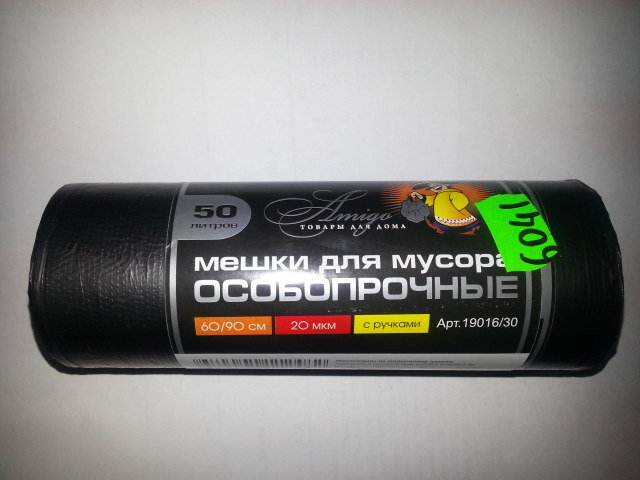 50
ЛИТРОВ
Amigo
ТОВАРЫ ДЛЯ ДОМА
мешки для мусора
ОСОБОПРОЧНЫЕ
60/90 см
20 мкм
с ручками
Арт.19016/30